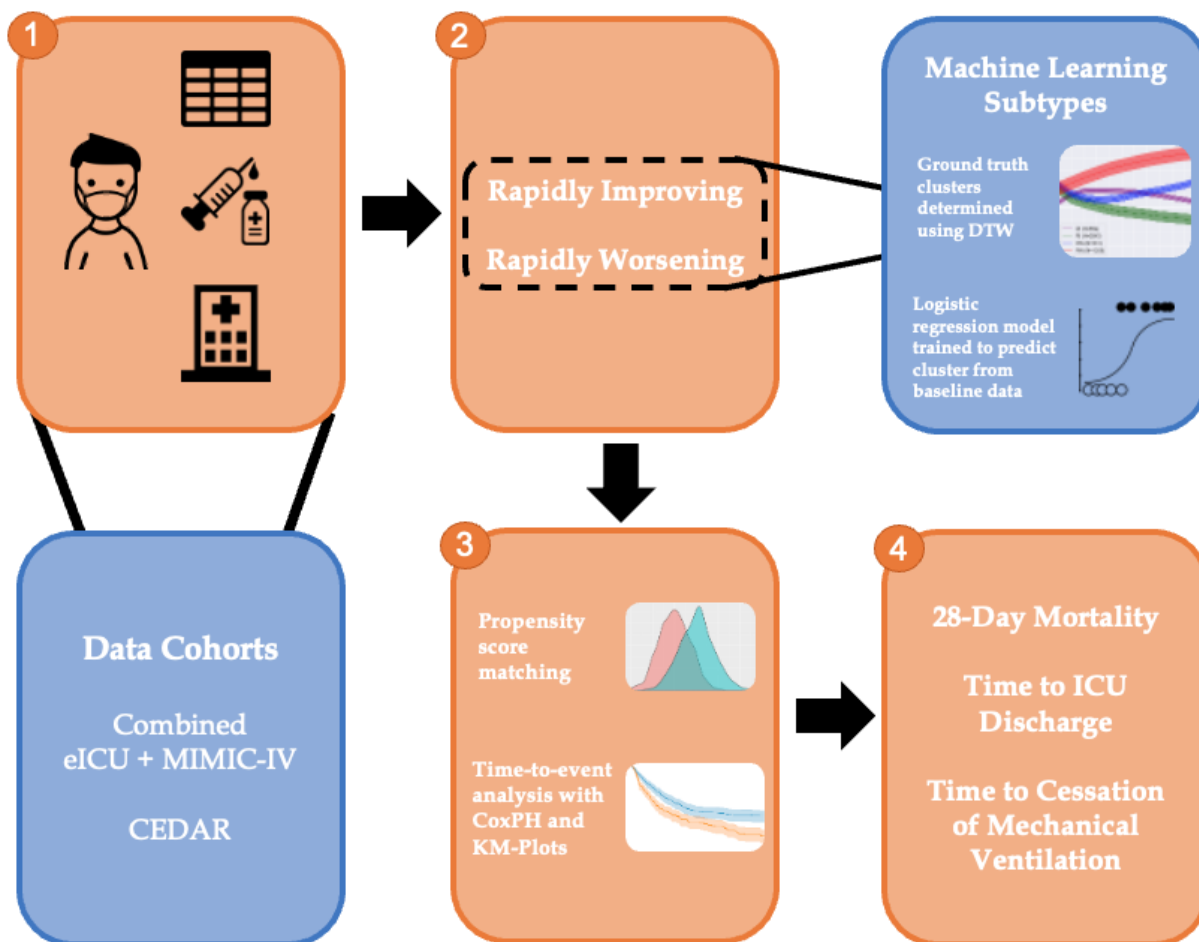 1
2
Rapidly Improving
Rapidly Worsening
Machine Learning
Subtypes
Ground truth
clusters
determined
using DTW
Logistic
regression model
trained to predict
cluster from
baseline data
Data Cohorts
Combined
eICU + MIMIC-IV
CEDAR
3
Propensity
score
matching
Time-to-event
analysis with
CoxPH and
KM-Plots
4
28-Day Mortality
Time to ICU
Discharge
Time to Cessation
of Mechanical
Ventilation